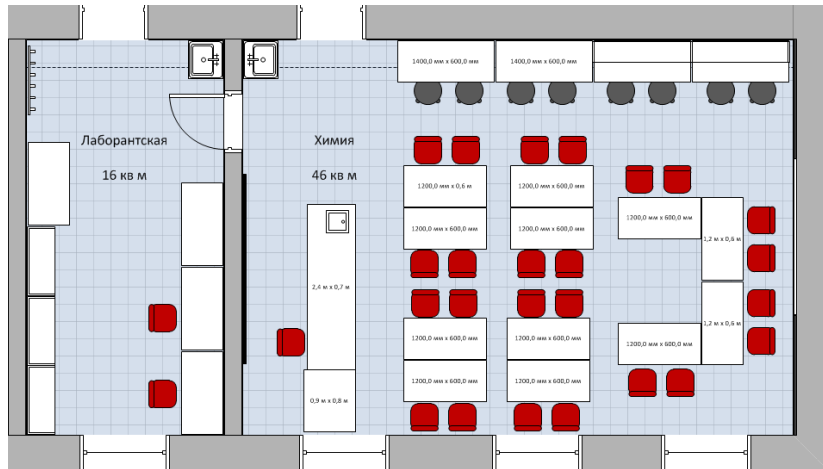 1400,0 мм x 600,0 мм
1400,0 мм x 600,0 мм
Лаборантская
16 кв м
Химия
46 кв м
1200,0 мм x 0,6 м
1200,0 мм x 600,0 мм
1200,0 мм x 600,0 мм
1200,0 мм x 600,0 мм
1200,0 мм x 600,0 мм
1,2 м x 0,6 м
2,4 м x 0,7 м
1200,0 мм x 600,0 мм
1200,0 мм x 600,0 мм
1200,0 мм x 600,0 мм
1,2 м x 0,6 м
1200,0 мм x 600,0 мм
1200,0 мм x 600,0 мм
0,9 м x 0,8 м